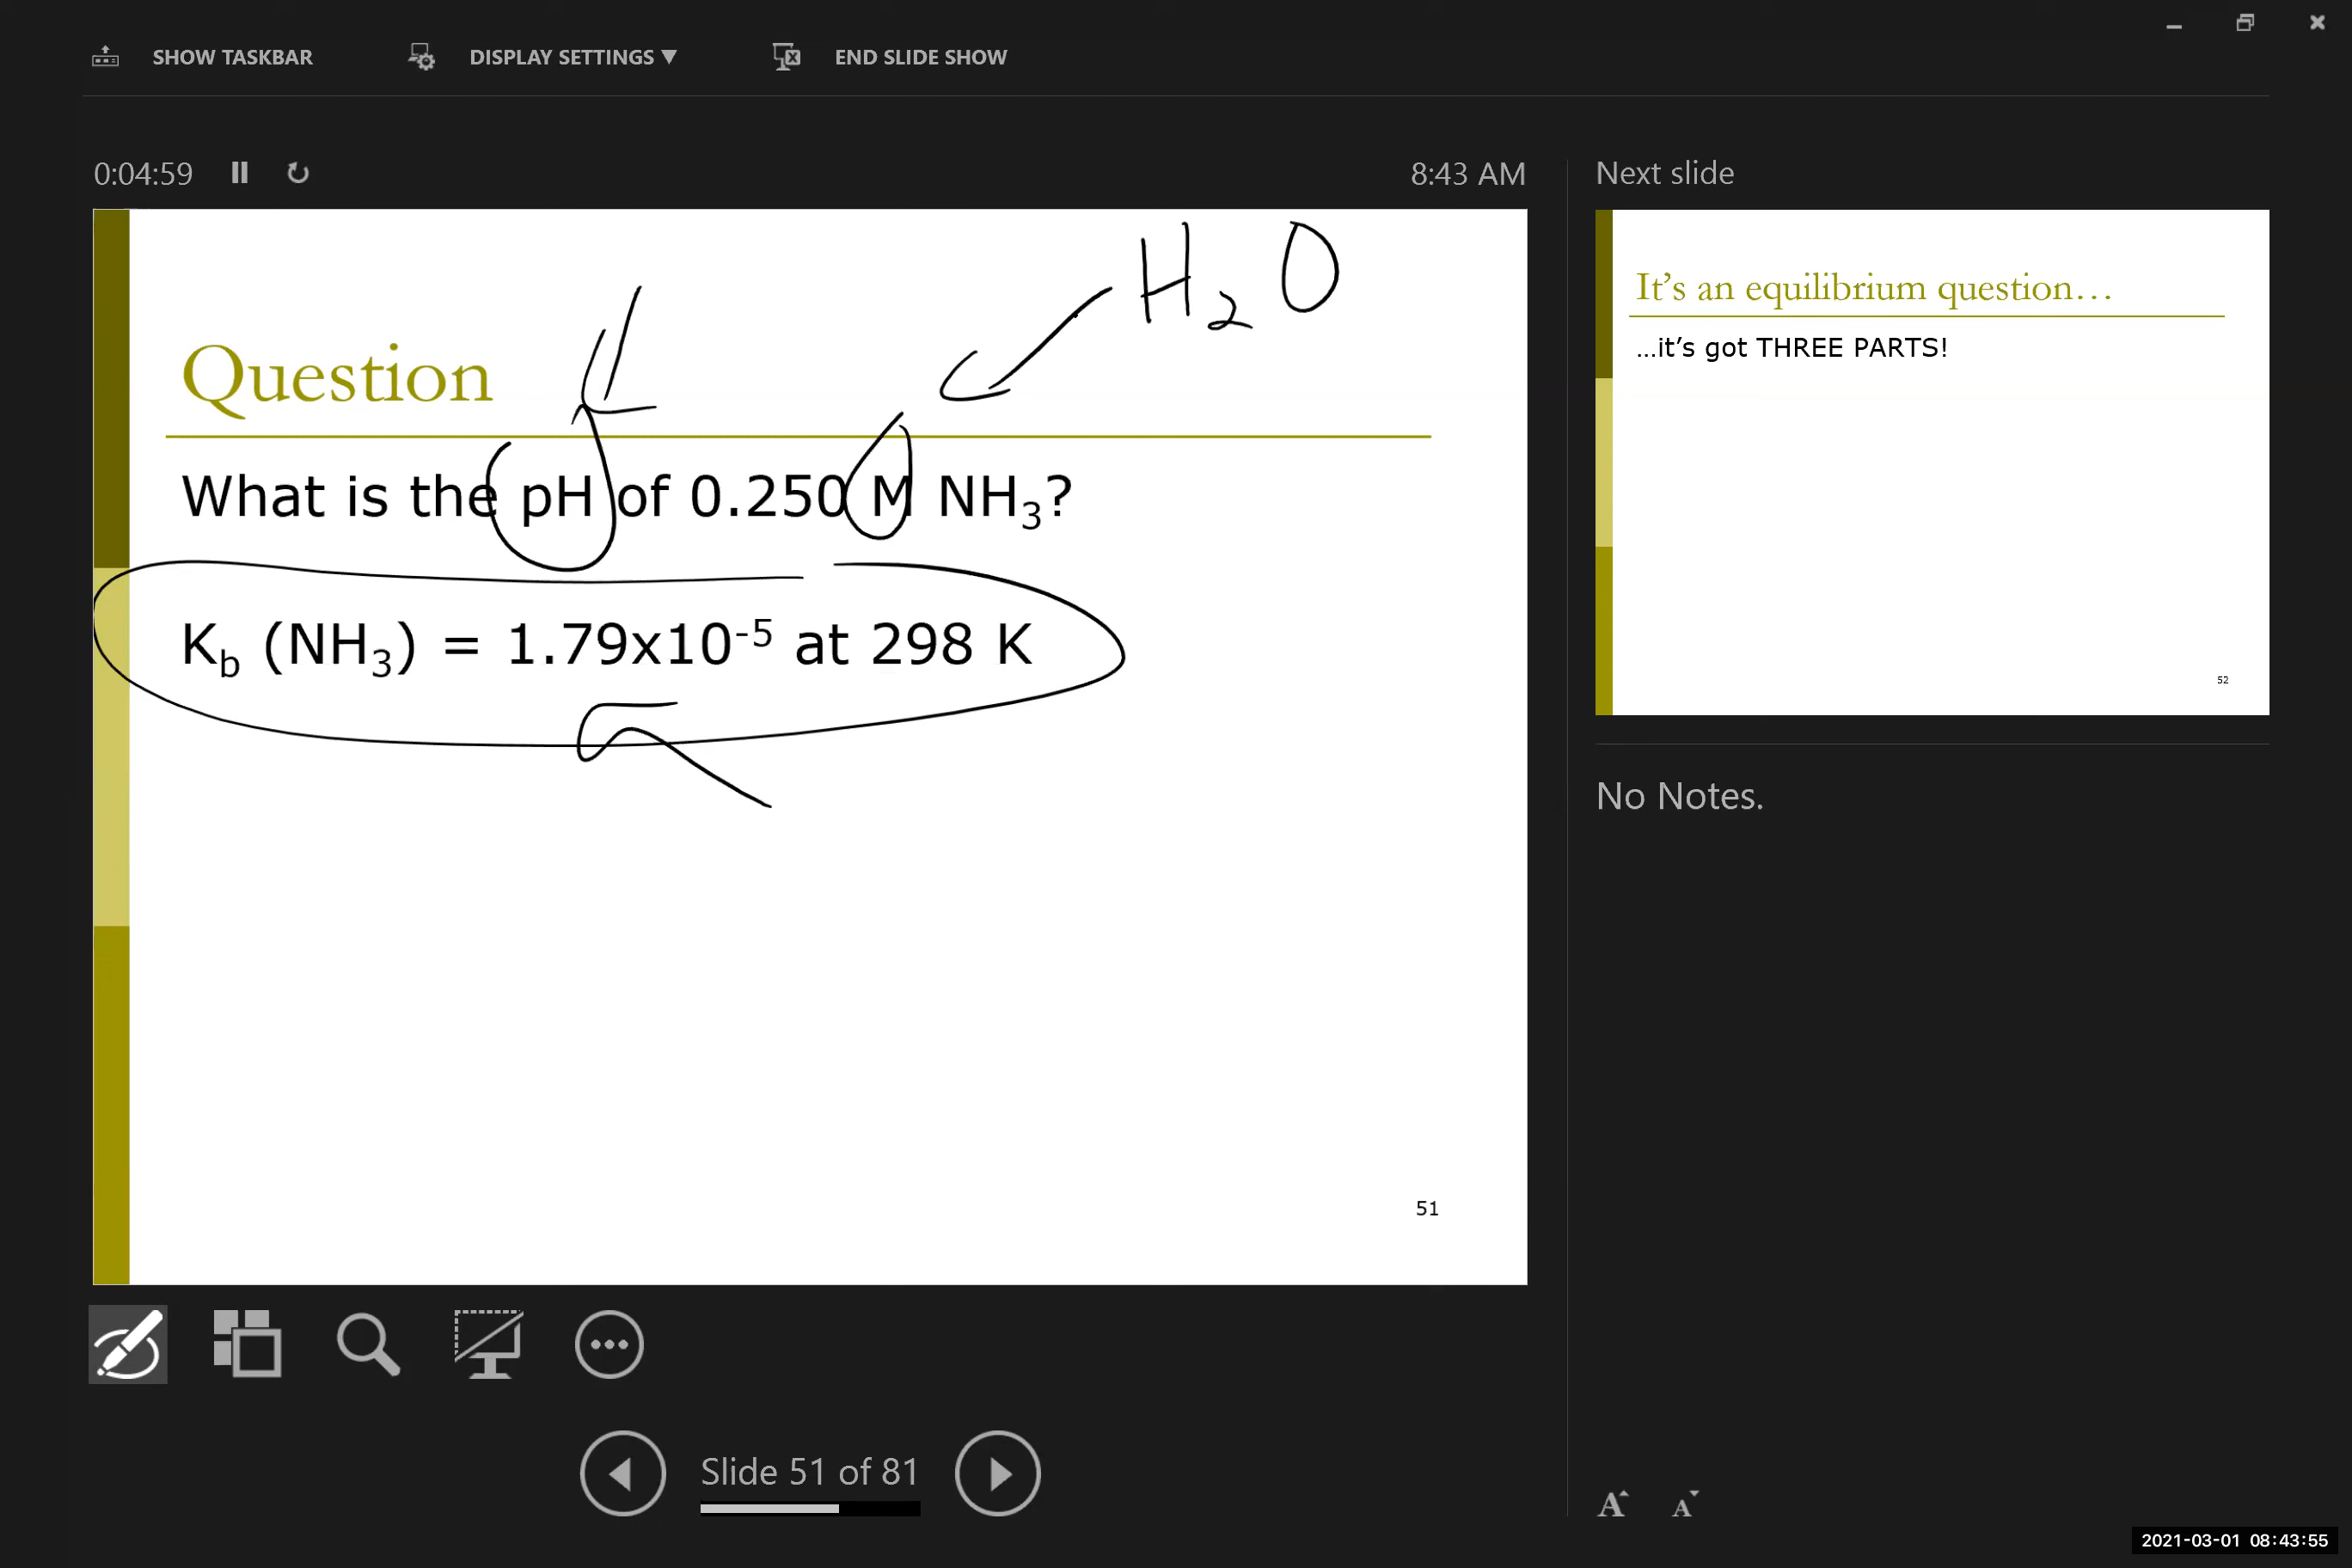 SHOW TASKBAR DISPLAY SETTINGS ▼ END SLIDE SHOW
0:04:59 8:43 AM
H₂O
Question
What is the pH of 0.250 M NH₃?
K_b (NH₃) = 1.79x10⁻⁵ at 298 K
51
Next slide
It's an equilibrium question…
…it's got THREE PARTS!
52
No Notes.
Slide 51 of 81
A A
2021-03-01 08:43:55